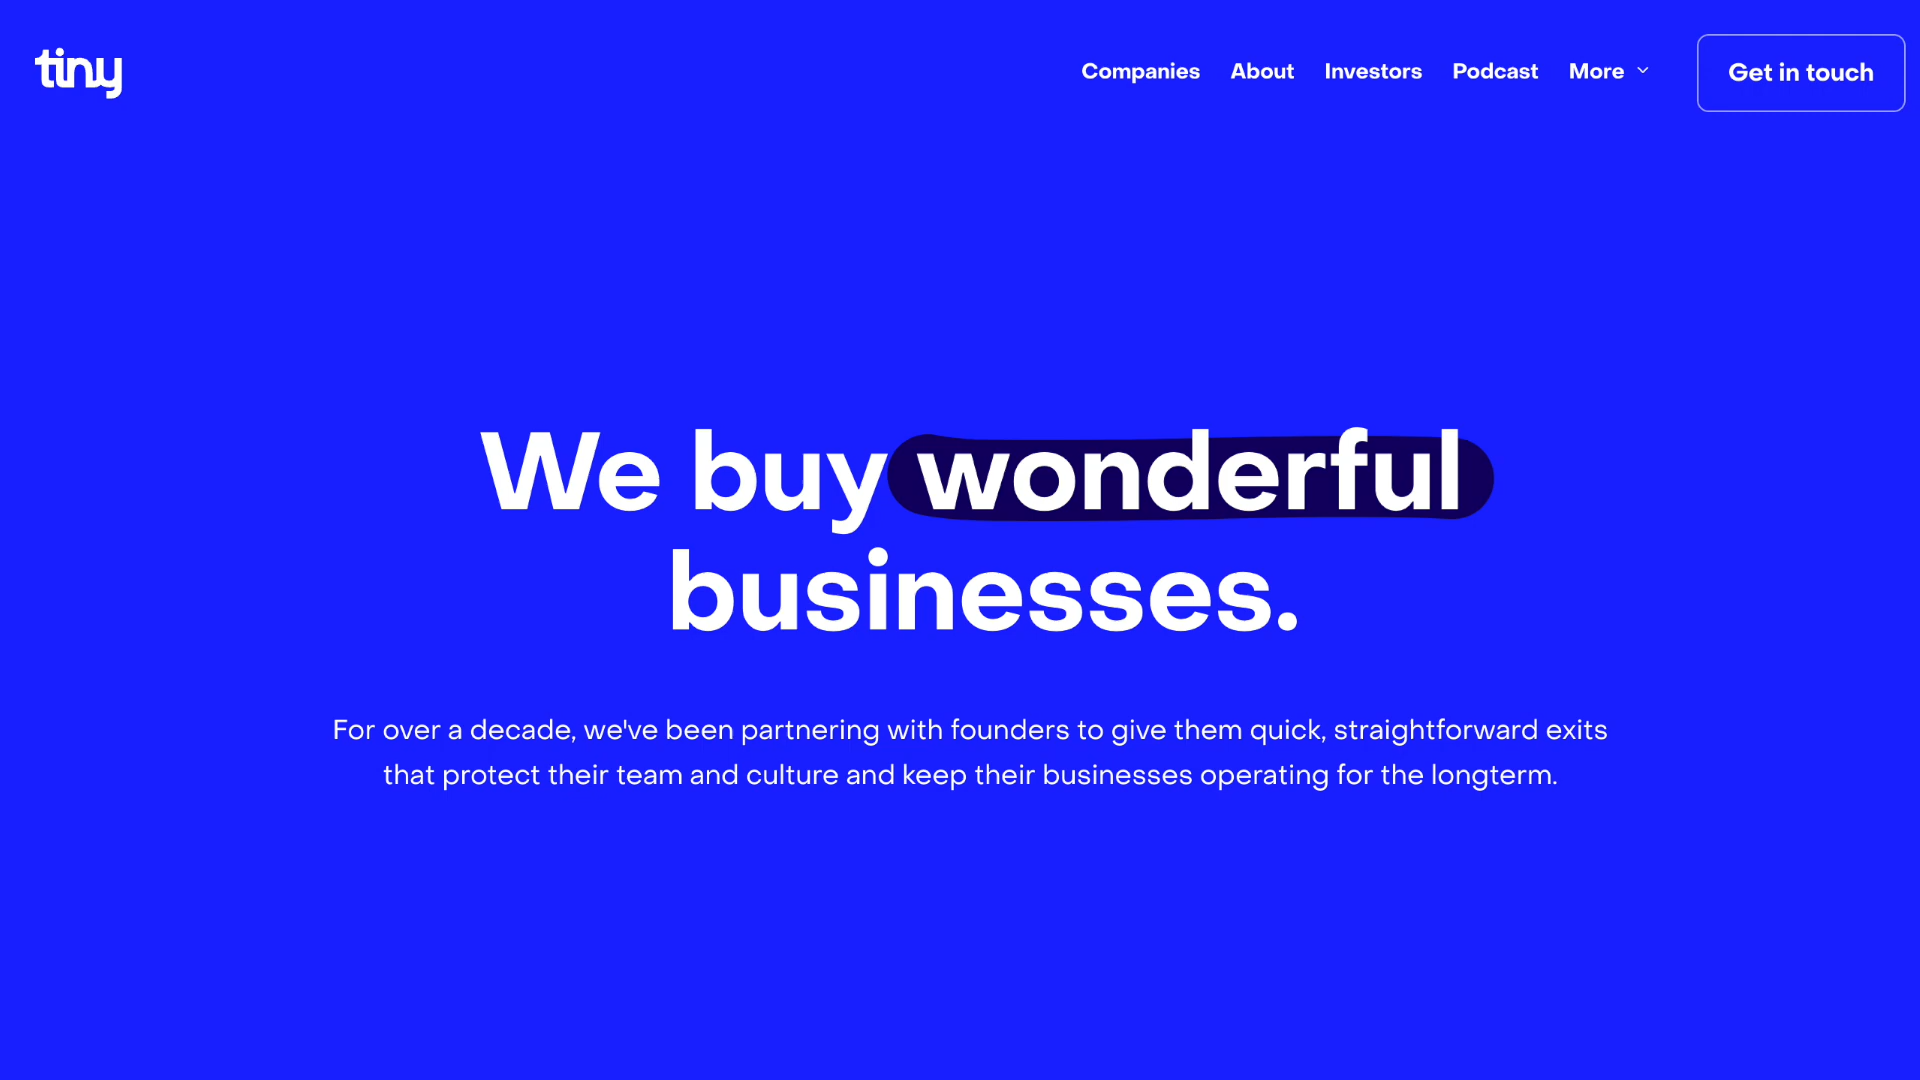 tiny
Companies
About
Investors
Podcast
More
Get in touch
We buy wonderful
businesses.
For over a decade, we've been partnering with founders to give them quick, straightforward exits
that protect their team and culture and keep their businesses operating for the longterm.